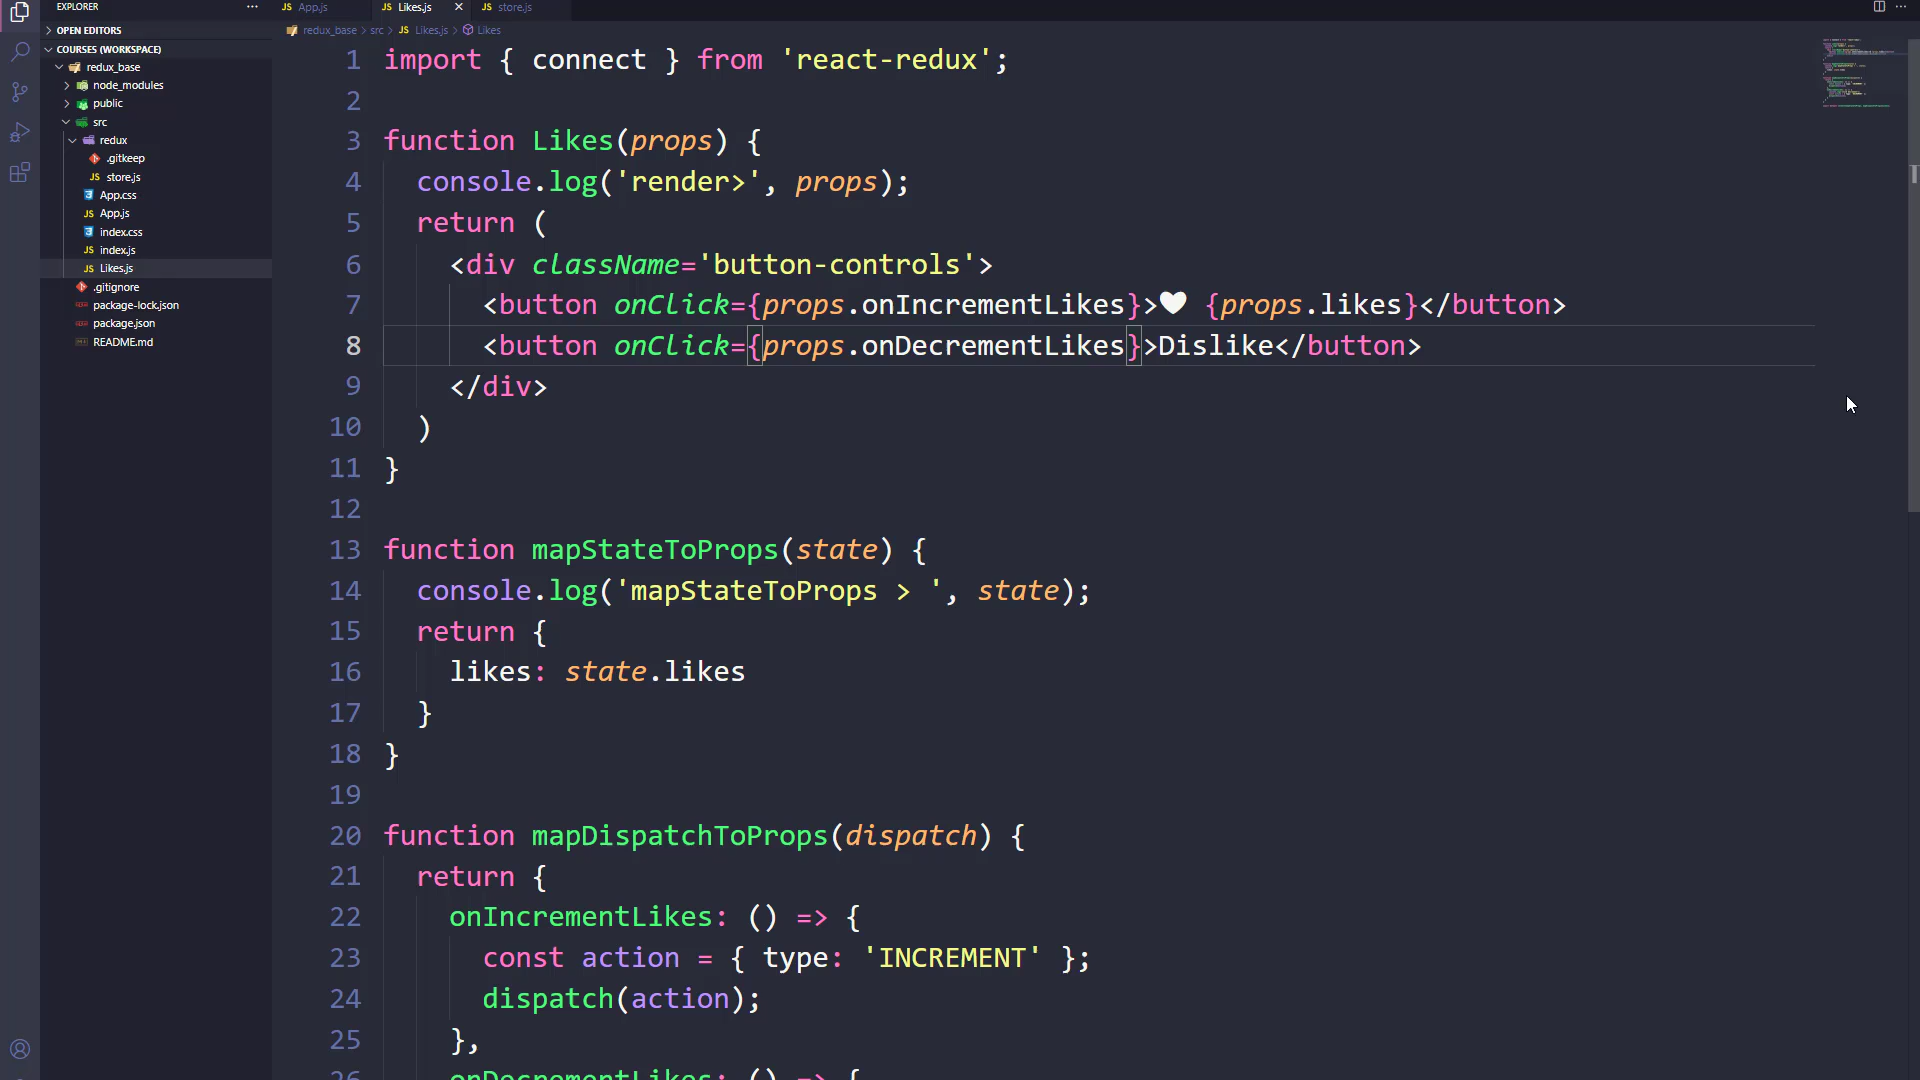 EXPLORER
OPEN EDITORS
COURSES (WORKSPACE)
redux_base
node_modules
public
src
redux
.gitkeep
store.js
App.css
App.js
index.css
index.js
Likes.js
.gitignore
package-lock.json
package.json
README.md
JS App.js JS Likes.js JS store.js
redux_base > src > JS Likes.js > Likes
1 import { connect } from 'react-redux';
2
3 function Likes(props) {
4 console.log('render>', props);
5 return (
6 <div className='button-controls'>
7 <button onClick={props.onIncrementLikes}>♥ {props.likes}</button>
8 <button onClick={props.onDecrementLikes}>Dislike</button>
9 </div>
10 )
11 }
12
13 function mapStateToProps(state) {
14 console.log('mapStateToProps > ', state);
15 return {
16 likes: state.likes
17 }
18 }
19
20 function mapDispatchToProps(dispatch) {
21 return {
22 onIncrementLikes: () => {
23 const action = { type: 'INCREMENT' };
24 dispatch(action);
25 },
26 onDecrementLikes: () => {